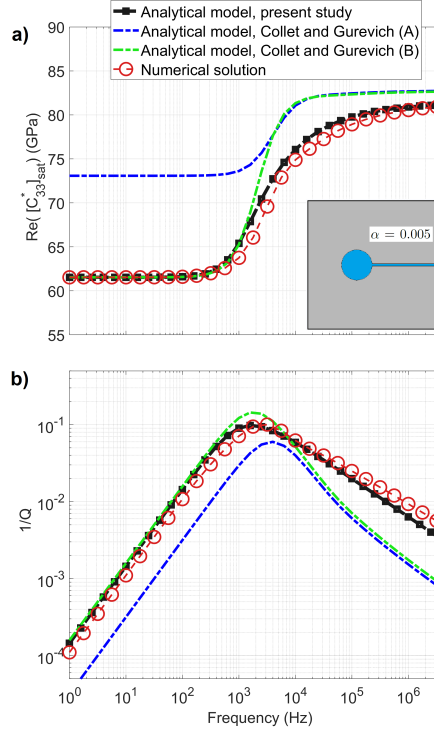 Analytical model, present study
Analytical model, Collet and Gurevich (A)
Analytical model, Collet and Gurevich (B)
Numerical solution
a)
Re( [C*33]sat) (GPa)
90
85
80
75
70
65
60
55
α = 0.005
b)
1/Q
10-1
10-2
10-3
10-4
100 101 102 103 104 105 106
Frequency (Hz)